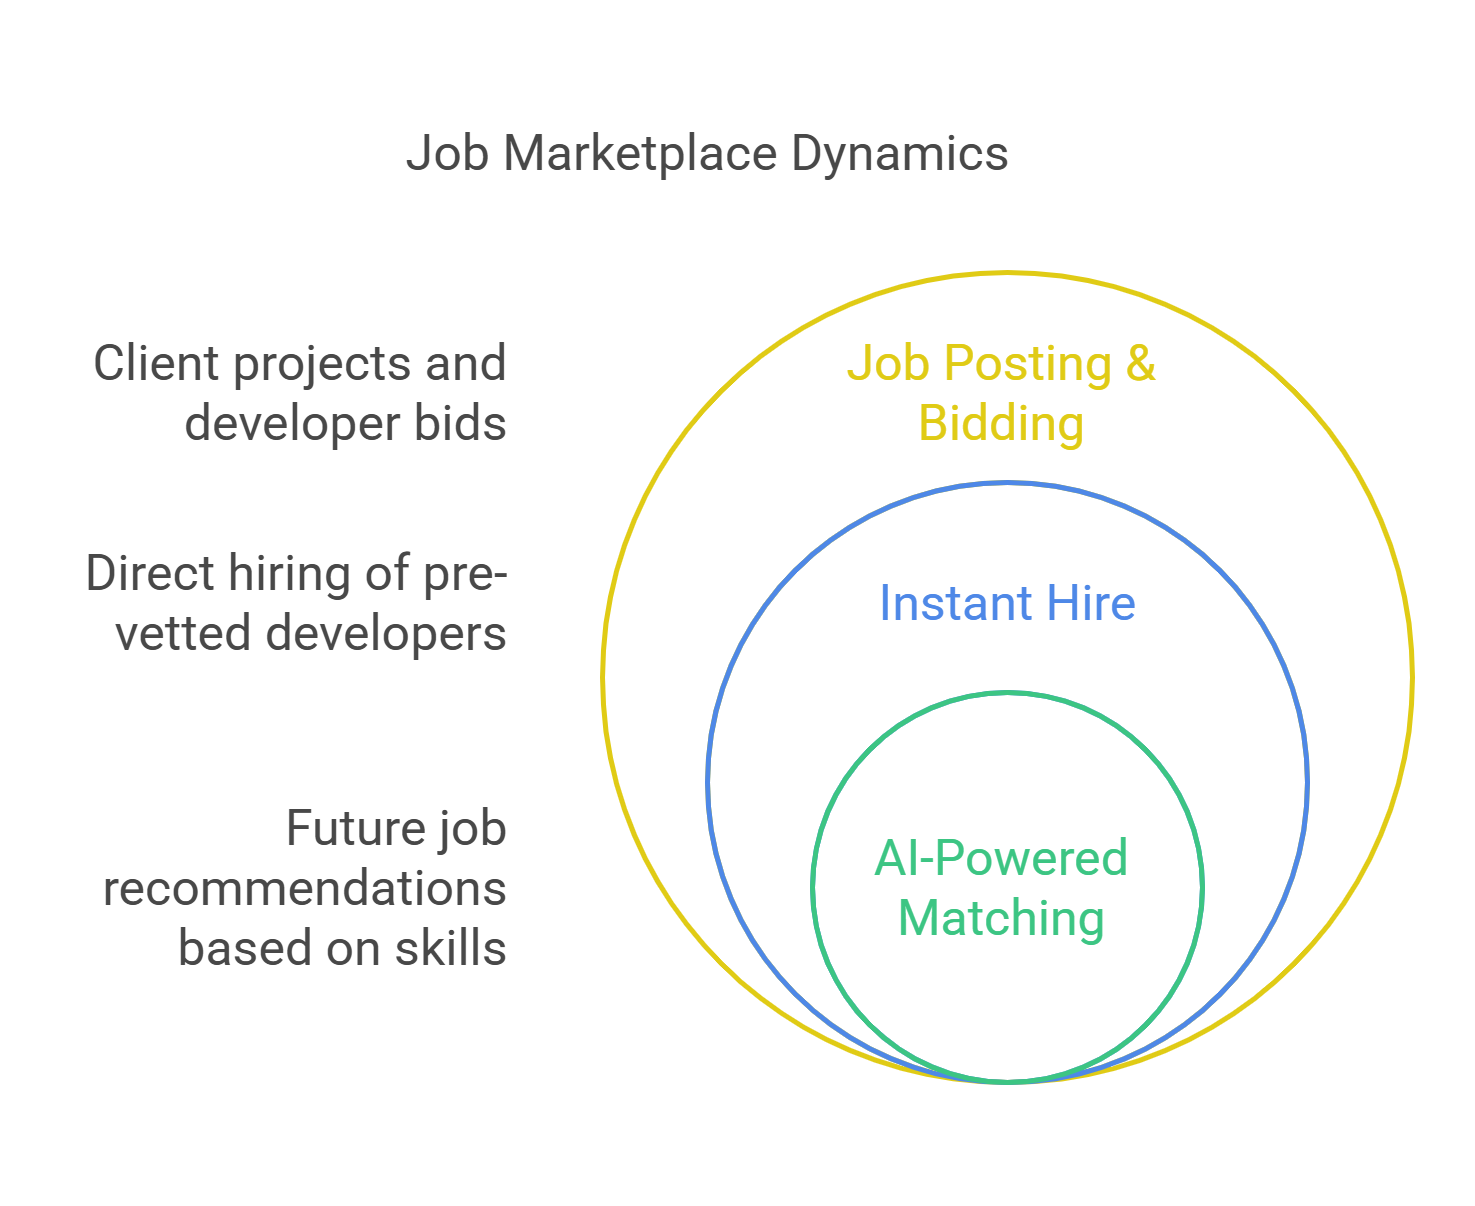 Job Marketplace Dynamics
Client projects and
developer bids
Job Posting &
Bidding
Direct hiring of pre-
vetted developers
Instant Hire
Future job
recommendations
based on skills
AI-Powered
Matching